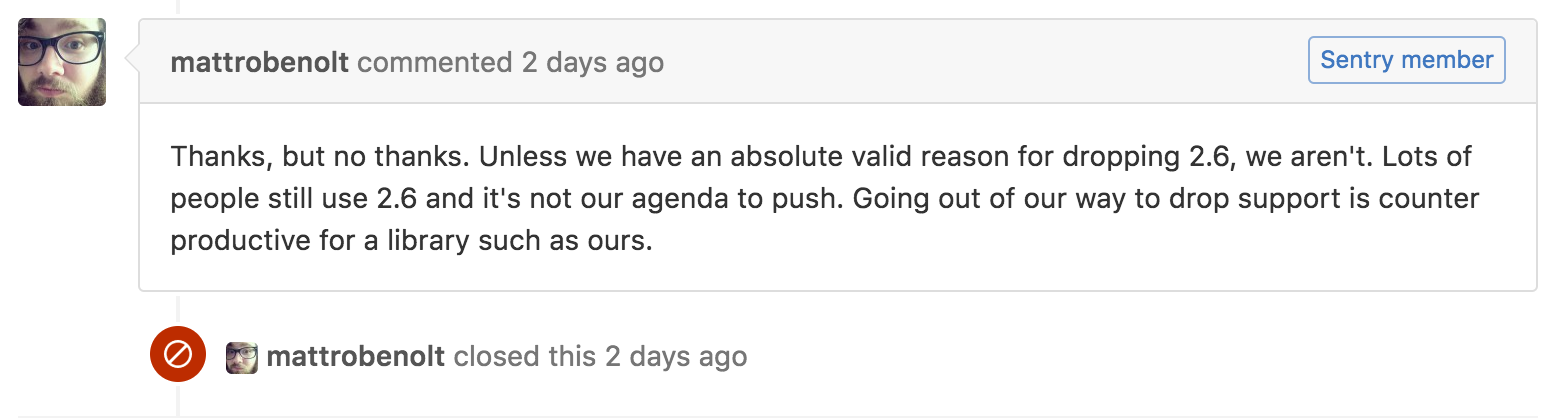 mattrobenolt commented 2 days ago
Sentry member
Thanks, but no thanks. Unless we have an absolute valid reason for dropping 2.6, we aren't. Lots of
people still use 2.6 and it's not our agenda to push. Going out of our way to drop support is counter
productive for a library such as ours.
mattrobenolt closed this 2 days ago